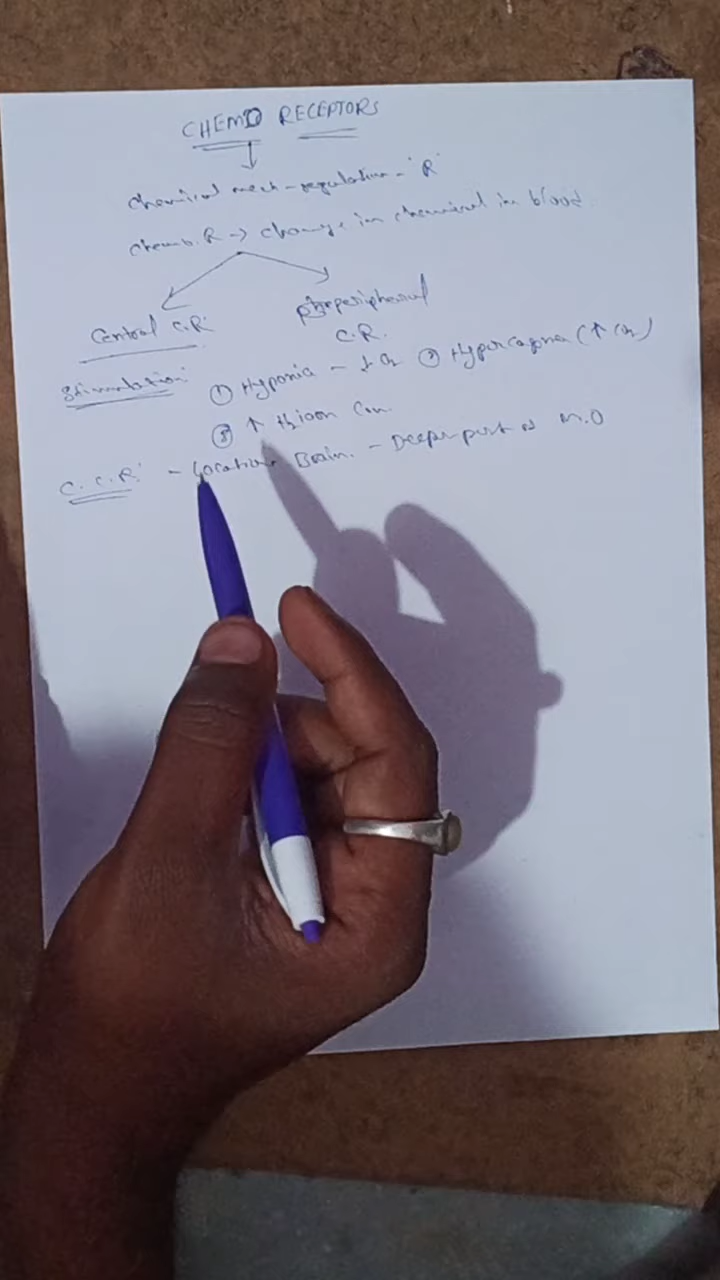 CHEMO RECEPTORS
Chemical mech - regulation - 'R'
Chemo.R → change in chemical in blood
Central C.R. peripheral
C.R.
Stimulation:
① Hypoxia - ↓ O₂ ② Hypercapnia (↑ CO₂)
③ ↑ H₂ion Con.
C.C.R: - Location Brain. - Deeper part of M.O